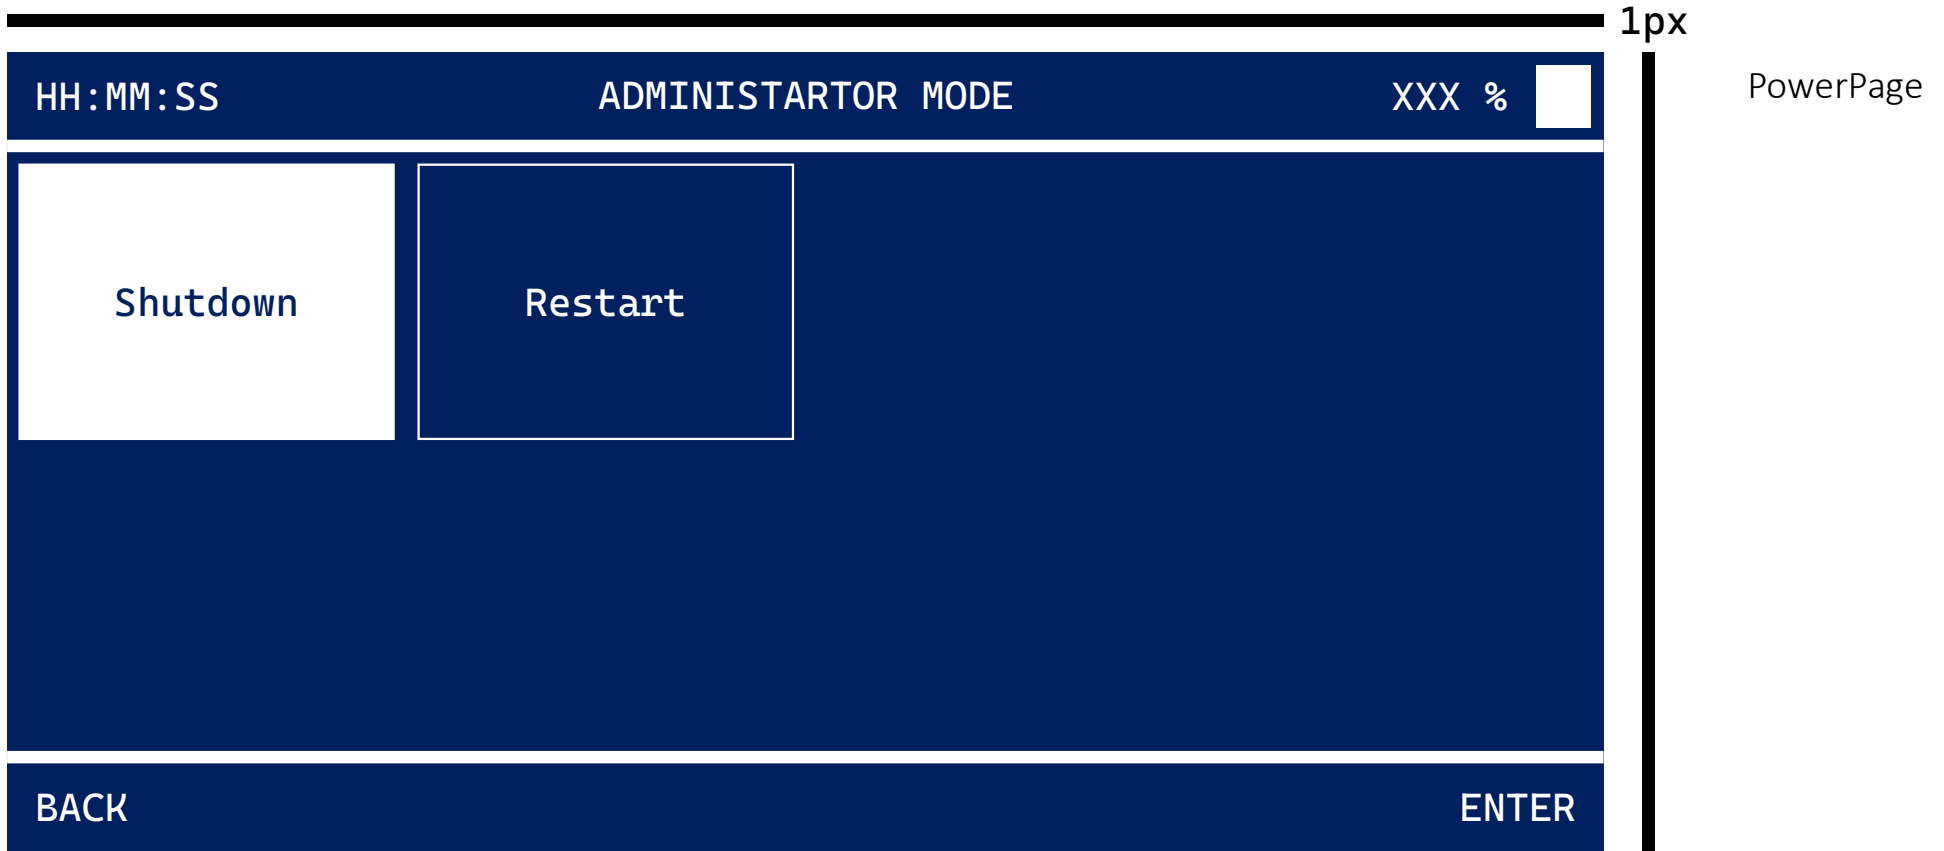 1px
HH:MM:SS ADMINISTARTOR MODE XXX %
PowerPage
Shutdown Restart
BACK ENTER